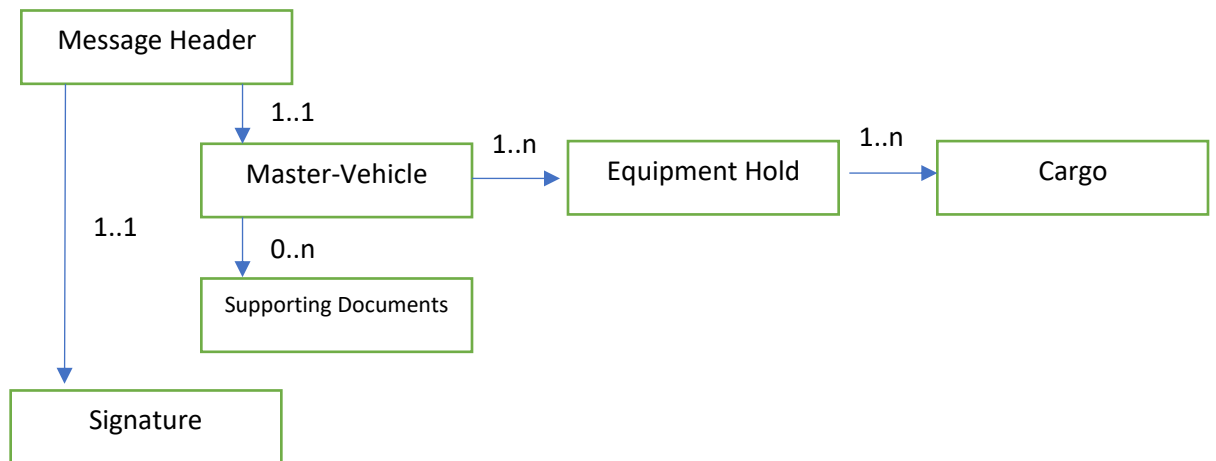 Message Header
1..1
Master-Vehicle
1..n
Equipment Hold
1..n
Cargo
1..1
0..n
Supporting Documents
Signature